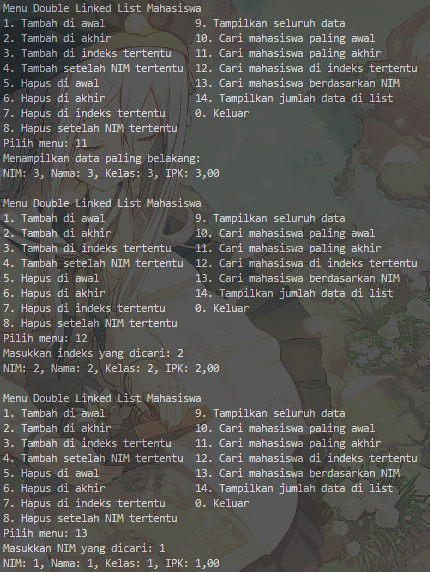 Menu Double Linked List Mahasiswa
1. Tambah di awal 9. Tampilkan seluruh data
2. Tambah di akhir 10. Cari mahasiswa paling awal
3. Tambah di indeks tertentu 11. Cari mahasiswa paling akhir
4. Tambah setelah NIM tertentu 12. Cari mahasiswa di indeks tertentu
5. Hapus di awal 13. Cari mahasiswa berdasarkan NIM
6. Hapus di akhir 14. Tampilkan jumlah data di list
7. Hapus di indeks tertentu 0. Keluar
8. Hapus setelah NIM tertentu
Pilih menu: 11
Menampilkan data paling belakang:
NIM: 3, Nama: 3, Kelas: 3, IPK: 3,00
Menu Double Linked List Mahasiswa
1. Tambah di awal 9. Tampilkan seluruh data
2. Tambah di akhir 10. Cari mahasiswa paling awal
3. Tambah di indeks tertentu 11. Cari mahasiswa paling akhir
4. Tambah setelah NIM tertentu 12. Cari mahasiswa di indeks tertentu
5. Hapus di awal 13. Cari mahasiswa berdasarkan NIM
6. Hapus di akhir 14. Tampilkan jumlah data di list
7. Hapus di indeks tertentu 0. Keluar
8. Hapus setelah NIM tertentu
Pilih menu: 12
Masukkan indeks yang dicari: 2
NIM: 2, Nama: 2, Kelas: 2, IPK: 2,00
Menu Double Linked List Mahasiswa
1. Tambah di awal 9. Tampilkan seluruh data
2. Tambah di akhir 10. Cari mahasiswa paling awal
3. Tambah di indeks tertentu 11. Cari mahasiswa paling akhir
4. Tambah setelah NIM tertentu 12. Cari mahasiswa di indeks tertentu
5. Hapus di awal 13. Cari mahasiswa berdasarkan NIM
6. Hapus di akhir 14. Tampilkan jumlah data di list
7. Hapus di indeks tertentu 0. Keluar
8. Hapus setelah NIM tertentu
Pilih menu: 13
Masukkan NIM yang dicari: 1
NIM: 1, Nama: 1, Kelas: 1, IPK: 1,00